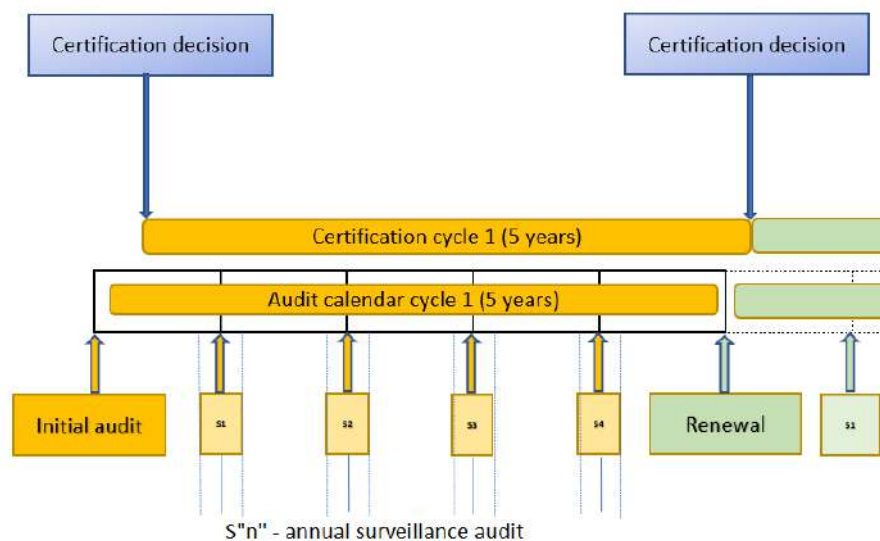 Certification decision
Certification decision
Certification cycle 1 (5 years)
Audit calendar cycle 1 (5 years)
Initial audit
S1
S2
S3
S4
Renewal
S1
S"n" - annual surveillance audit